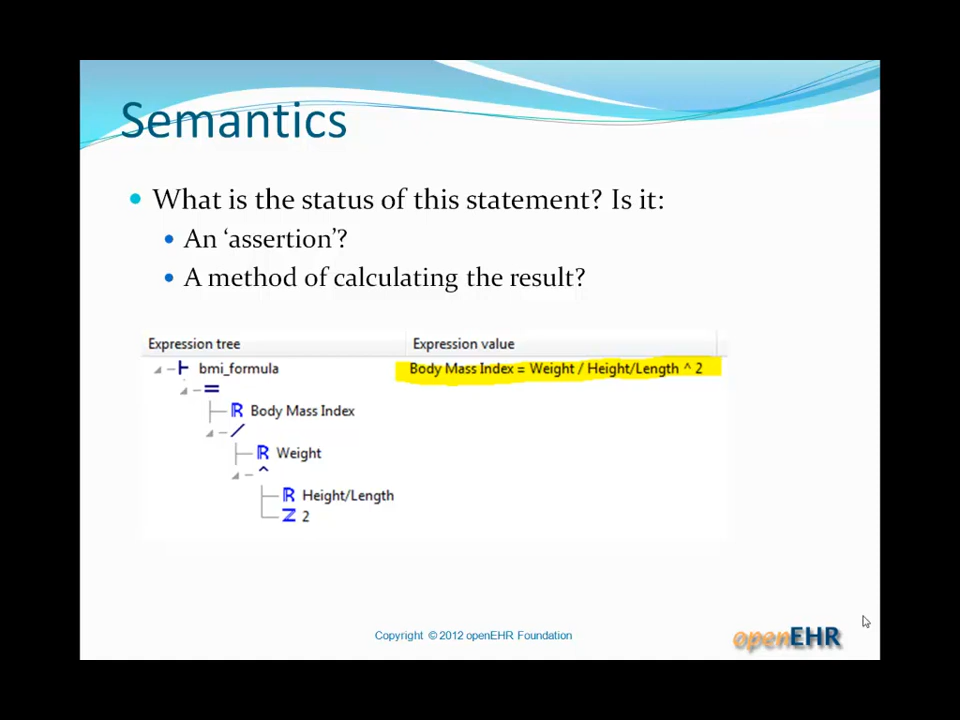 Semantics
What is the status of this statement? Is it:
An ‘assertion’?
A method of calculating the result?
Expression tree Expression value
bmi_formula Body Mass Index = Weight / Height/Length ^ 2
=
ℝ Body Mass Index
/
ℝ Weight
^
ℝ Height/Length
ℤ 2
Copyright © 2012 openEHR Foundation
openEHR